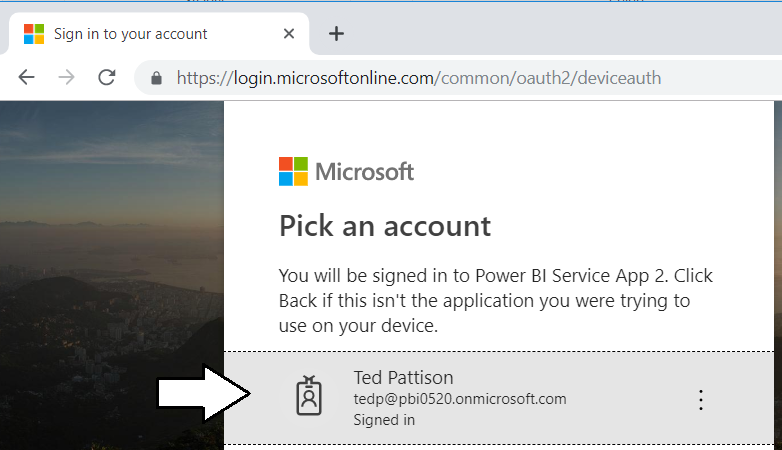 Sign in to your account
https://login.microsoftonline.com/common/oauth2/deviceauth
Microsoft
Pick an account
You will be signed in to Power BI Service App 2. Click
Back if this isn't the application you were trying to
use on your device.
Ted Pattison
tedp@pbi0520.onmicrosoft.com
Signed in